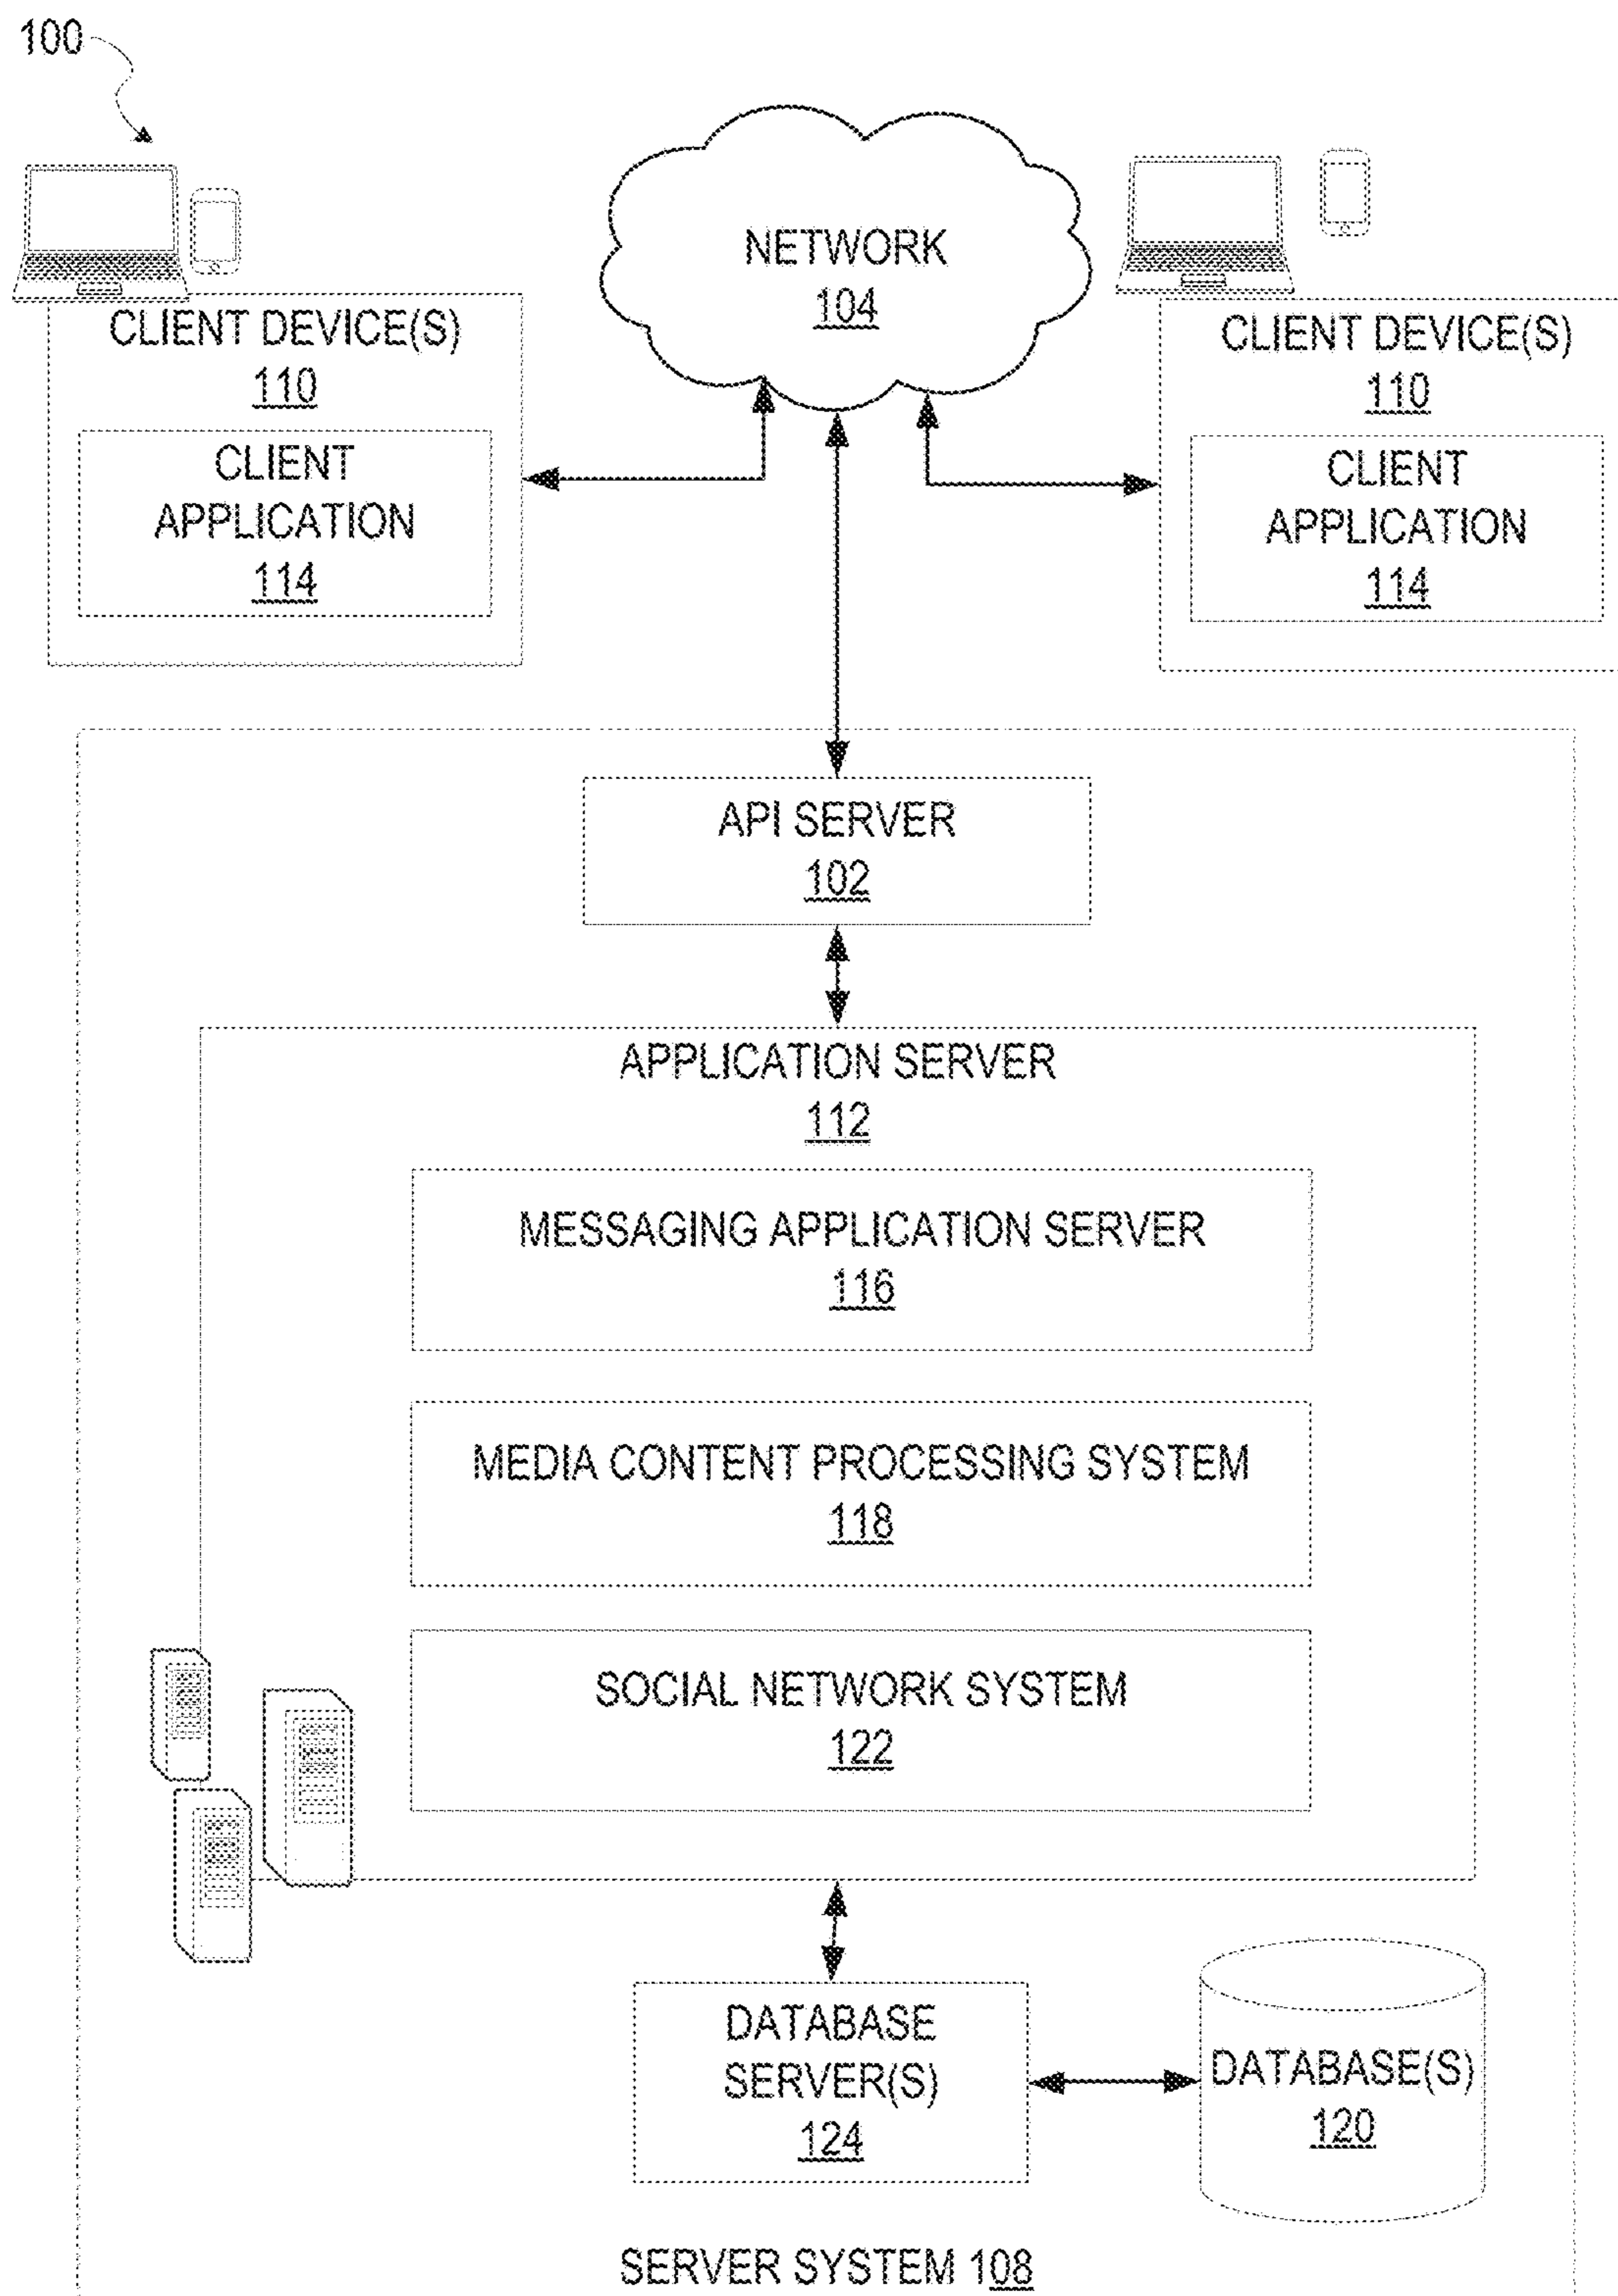 100
NETWORK
104
CLIENT DEVICE(S)
110
CLIENT
APPLICATION
114
CLIENT DEVICE(S)
110
CLIENT
APPLICATION
114
API SERVER
102
APPLICATION SERVER
112
MESSAGING APPLICATION SERVER
116
MEDIA CONTENT PROCESSING SYSTEM
118
SOCIAL NETWORK SYSTEM
122
DATABASE
SERVER(S)
124
DATABASE(S)
120
SERVER SYSTEM 108